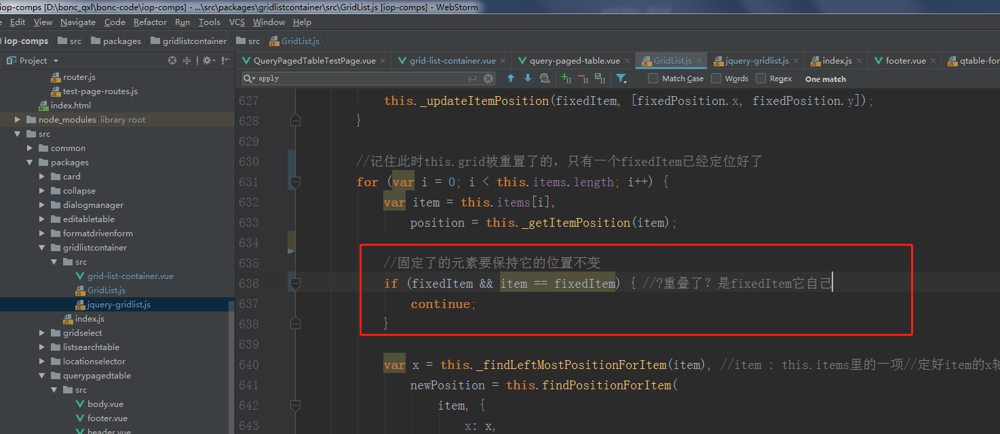 iop-comps [D:\bonc_qxl\bonc-code\iop-comps] - ...\src\packages\gridlistcontainer\src\GridList.js [iop-comps] - WebStorm
Edit View Navigate Code Refactor Run Tools VCS Window Help
iop-comps src packages gridlistcontainer src GridList.js
Project
QueryPagedTableTestPage.vue grid-list-container.vue query-paged-table.vue GridList.js jquery-gridlist.js index.js footer.vue qtable-for
apply Match Case Words Regex One match
router.js
test-page-routes.js
index.html
node_modules library root
src
common
packages
card
collapse
dialogmanager
editabletable
formatdrivenform
gridlistcontainer
src
grid-list-container.vue
GridList.js
jquery-gridlist.js
index.js
gridselect
listsearchtable
locationselector
querypagedtable
src
body.vue
footer.vue
header.vue
627 this._updateItemPosition(fixedItem, [fixedPosition.x, fixedPosition.y]);
628 }
629
630 //记住此时this.grid被重置了的，只有一个fixedItem已经定位好了
631 for (var i = 0; i < this.items.length; i++) {
632 var item = this.items[i],
633 position = this._getItemPosition(item);
634
635 //固定了的元素要保持它的位置不变
636 if (fixedItem && item == fixedItem) { //?重叠了？是fixedItem它自己
637 continue;
638 }
639
640 var x = this._findLeftMostPositionForItem(item), //item : this.items里的一项//定好item的x轴
641 newPosition = this.findPositionForItem(
642 item, {
643 x: x,